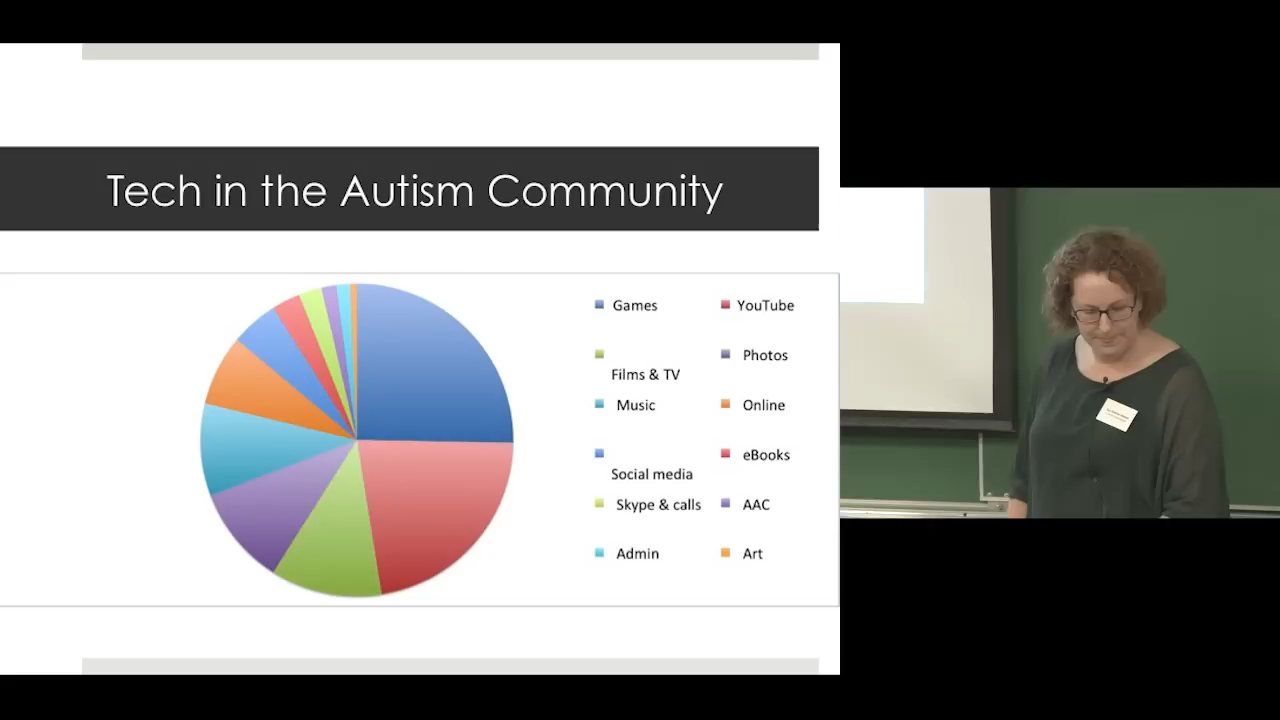 Tech in the Autism Community
Games YouTube
Photos
Films & TV
Music Online
eBooks
Social media
Skype & calls AAC
Admin Art